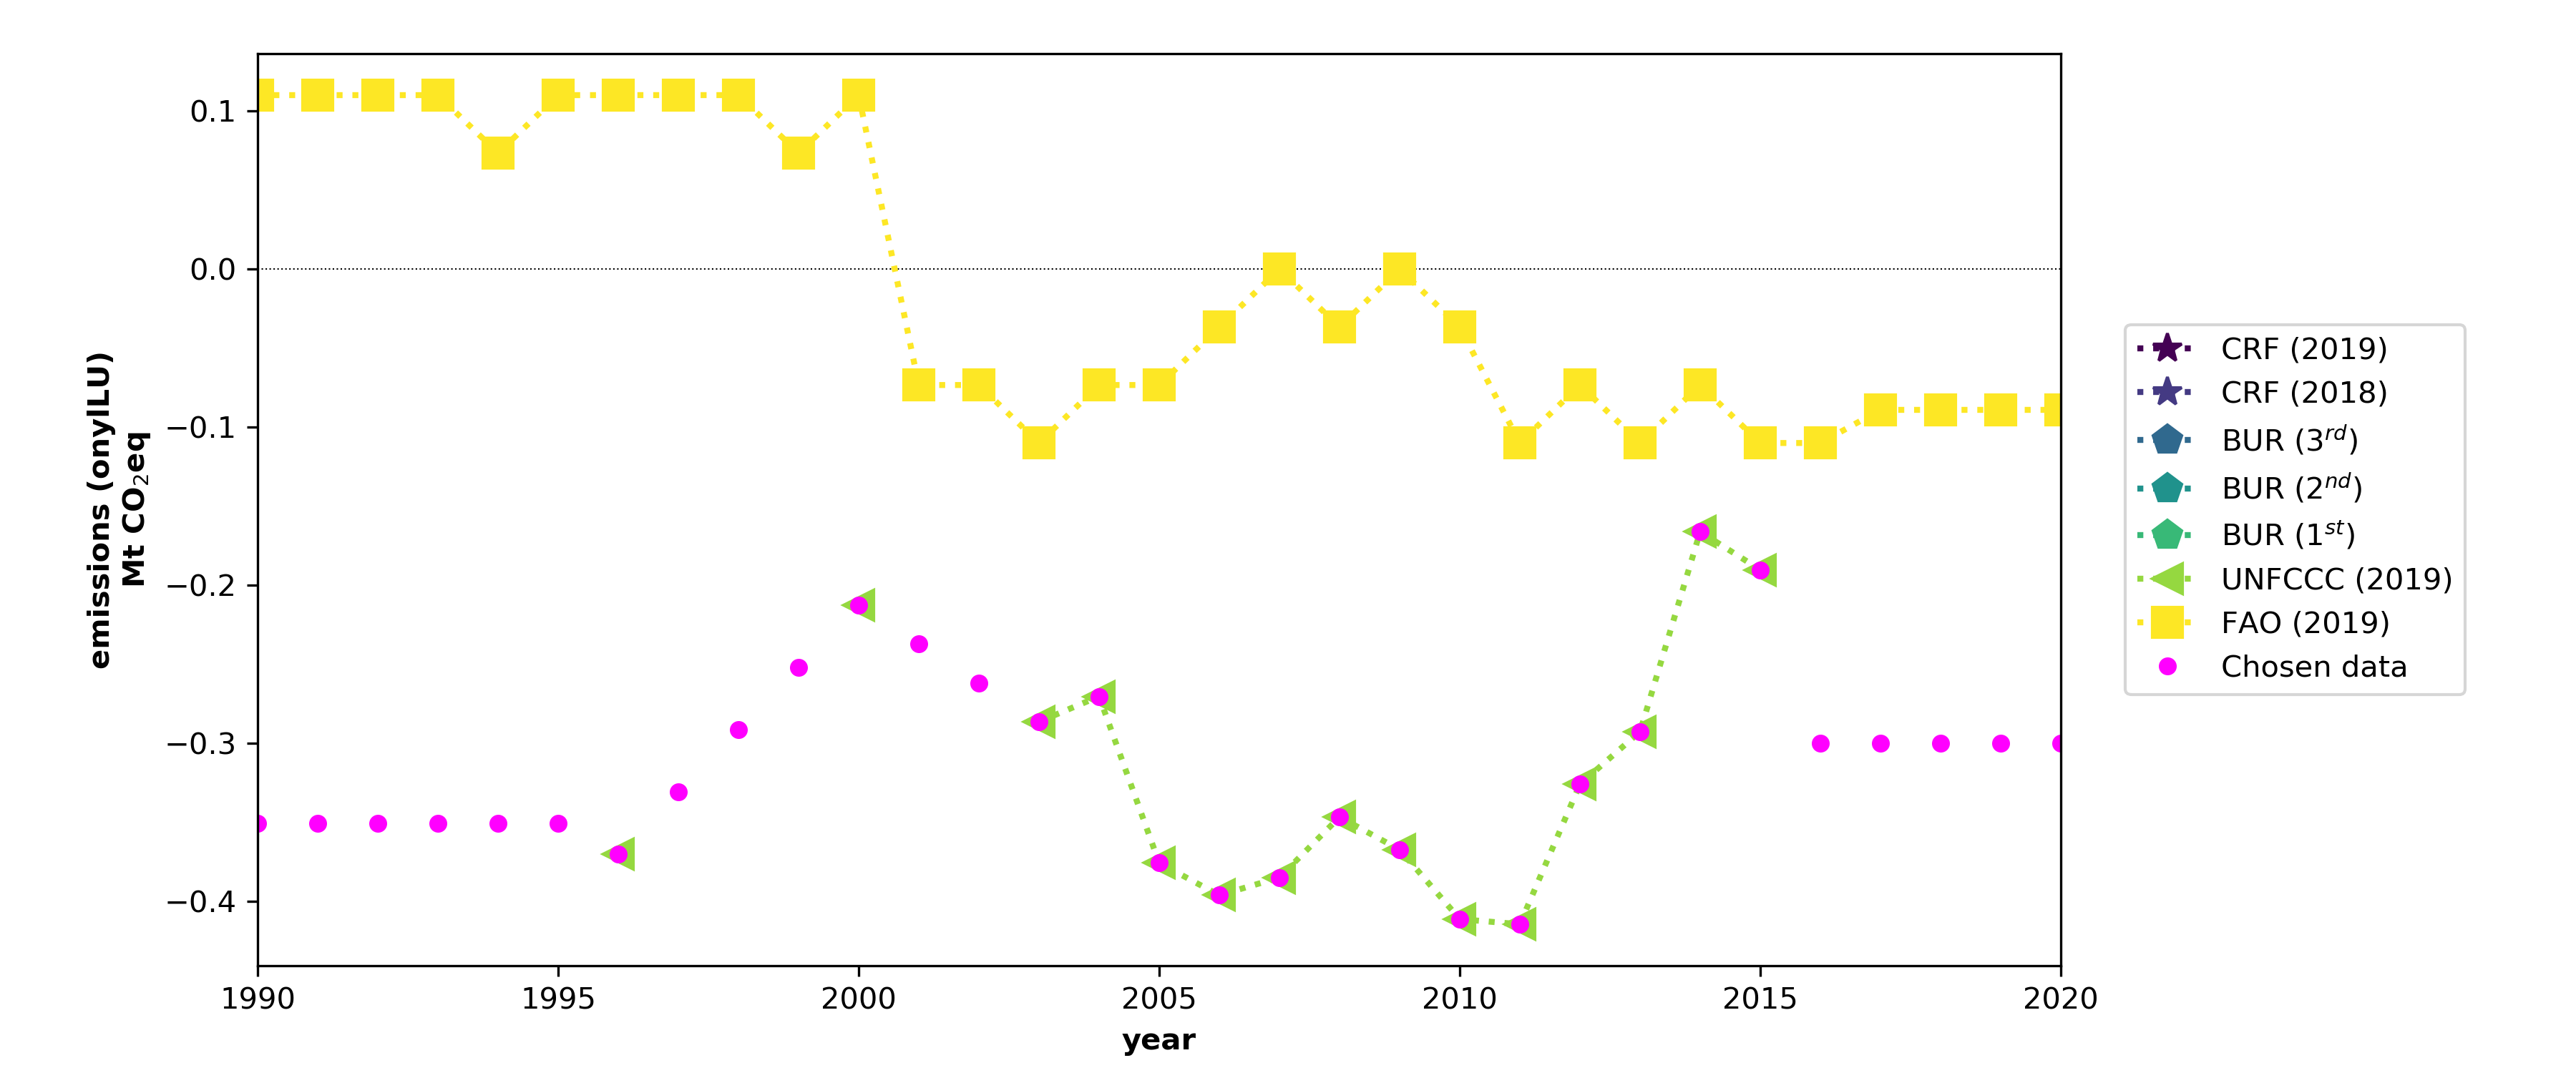 emissions (onylLU)
Mt CO₂eq
0.1
0.0
−0.1
−0.2
−0.3
−0.4
1990 1995 2000 2005 2010 2015 2020
year
CRF (2019)
CRF (2018)
BUR (3ʳᵈ)
BUR (2ⁿᵈ)
BUR (1ˢᵗ)
UNFCCC (2019)
FAO (2019)
Chosen data